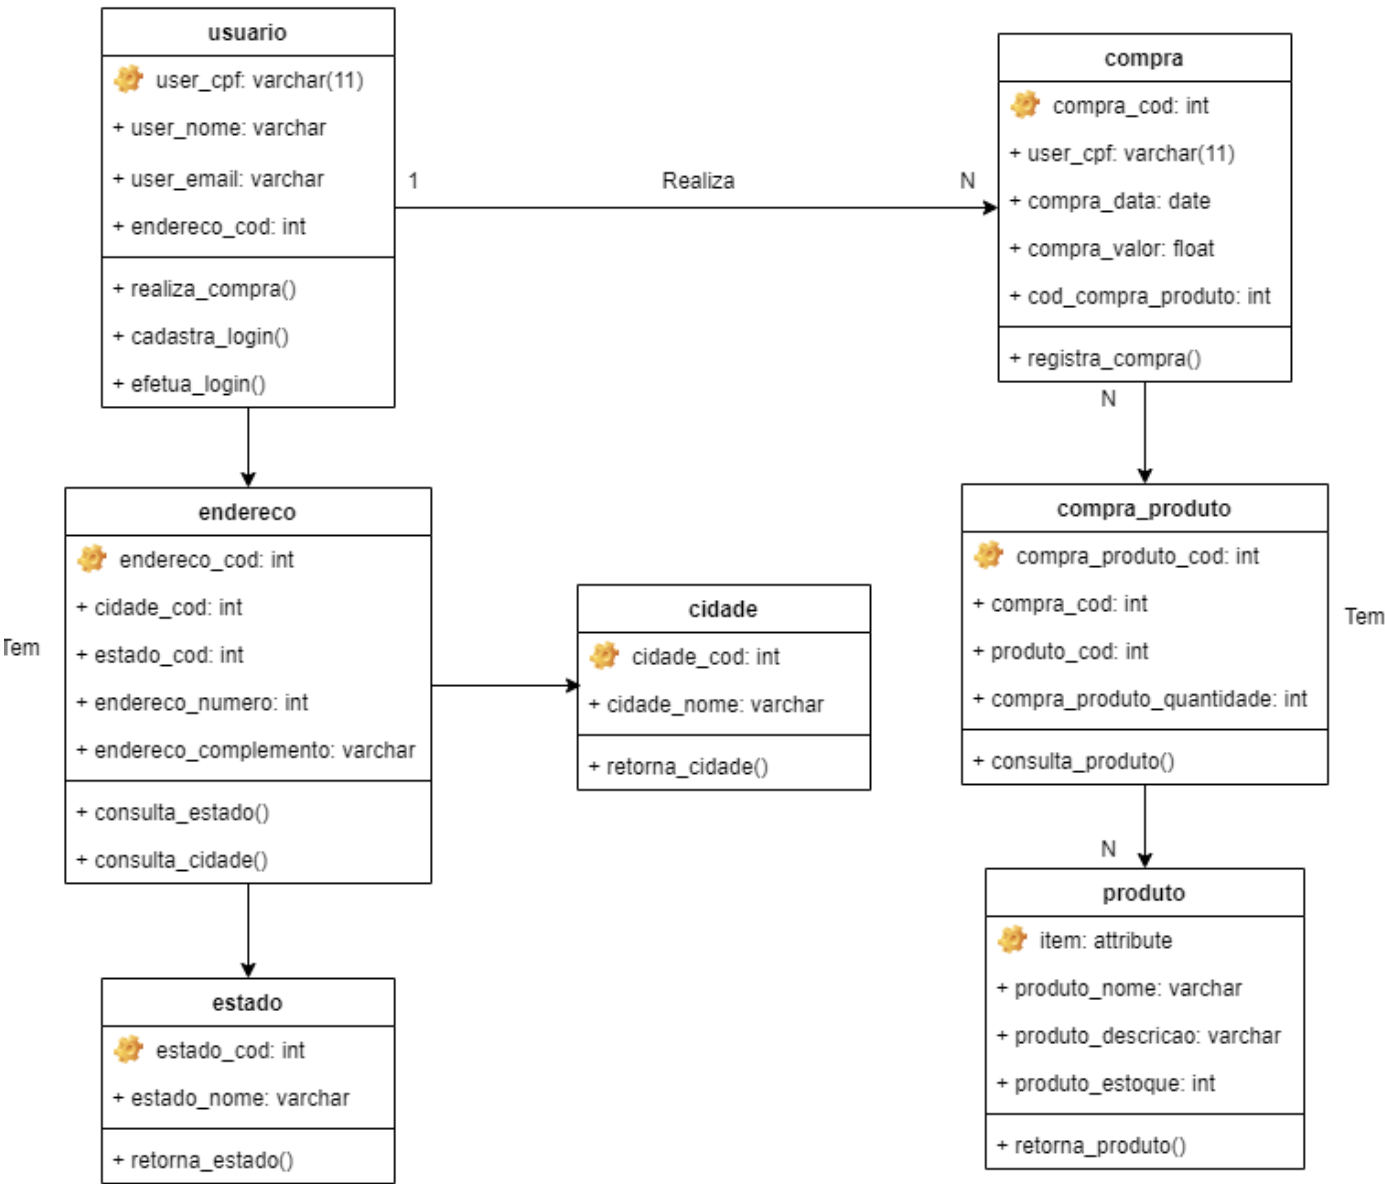 usuario
user_cpf: varchar(11)
+ user_nome: varchar
+ user_email: varchar
+ endereco_cod: int
+ realiza_compra()
+ cadastra_login()
+ efetua_login()
1
Realiza
N
compra
compra_cod: int
+ user_cpf: varchar(11)
+ compra_data: date
+ compra_valor: float
+ cod_compra_produto: int
+ registra_compra()
N
endereco
endereco_cod: int
+ cidade_cod: int
+ estado_cod: int
+ endereco_numero: int
+ endereco_complemento: varchar
+ consulta_estado()
+ consulta_cidade()
Tem
cidade
cidade_cod: int
+ cidade_nome: varchar
+ retorna_cidade()
compra_produto
compra_produto_cod: int
+ compra_cod: int
+ produto_cod: int
+ compra_produto_quantidade: int
+ consulta_produto()
Tem
N
estado
estado_cod: int
+ estado_nome: varchar
+ retorna_estado()
produto
item: attribute
+ produto_nome: varchar
+ produto_descricao: varchar
+ produto_estoque: int
+ retorna_produto()